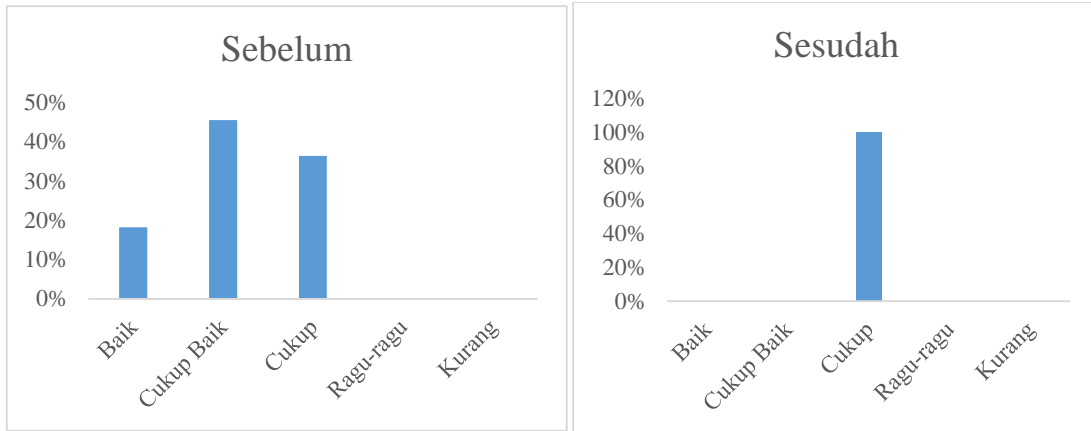 Sebelum
50%
40%
30%
20%
10%
0%
Baik
Cukup Baik
Cukup
Ragu-ragu
Kurang
Sesudah
120%
100%
80%
60%
40%
20%
0%
Baik
Cukup Baik
Cukup
Ragu-ragu
Kurang